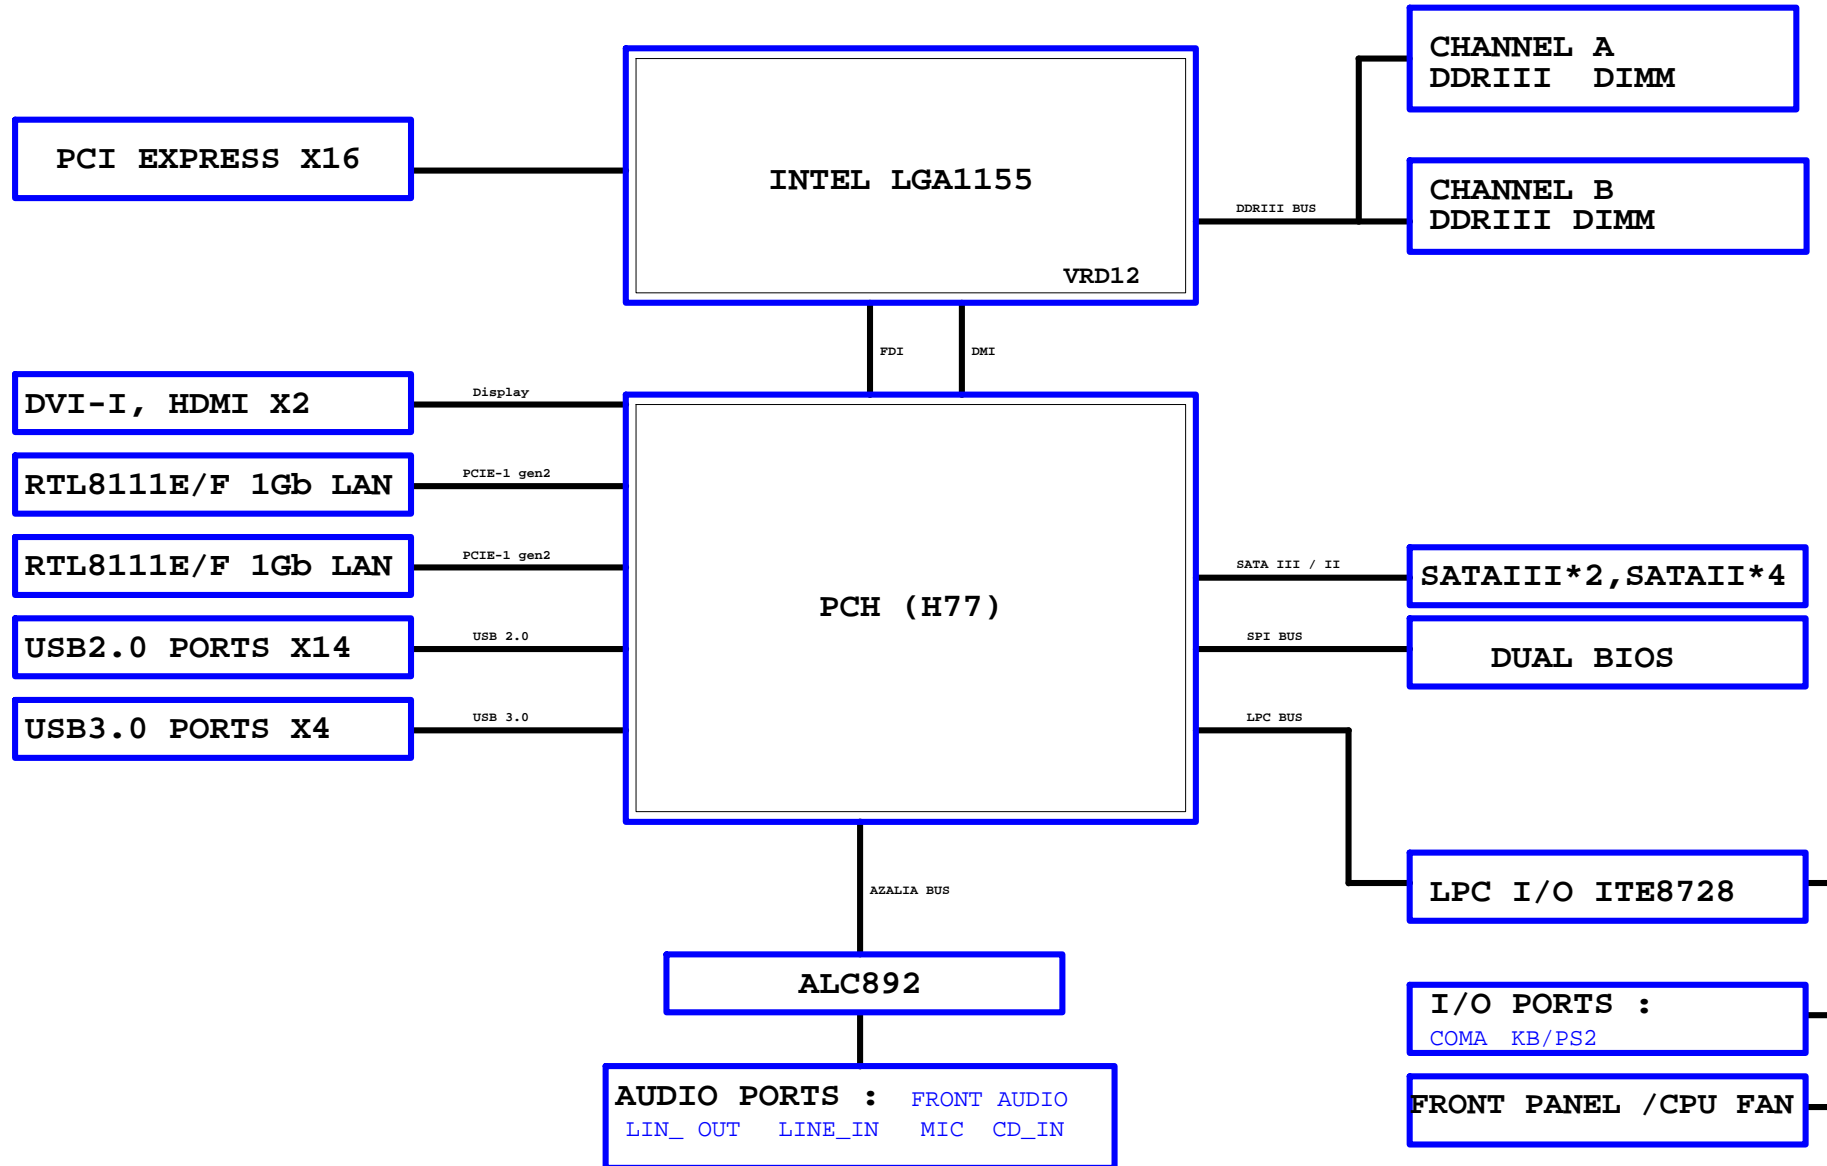 CHANNEL A
DDRIII DIMM
PCI EXPRESS X16
INTEL LGA1155
VRD12
DDRIII BUS
CHANNEL B
DDRIII DIMM
FDI
DMI
DVI-I, HDMI X2
Display
RTL8111E/F 1Gb LAN
PCIE-1 gen2
RTL8111E/F 1Gb LAN
PCIE-1 gen2
USB2.0 PORTS X14
USB 2.0
USB3.0 PORTS X4
USB 3.0
PCH (H77)
SATA III / II
SATAIII*2,SATAII*4
SPI BUS
DUAL BIOS
LPC BUS
LPC I/O ITE8728
AZALIA BUS
ALC892
I/O PORTS :
COMA KB/PS2
FRONT PANEL /CPU FAN
AUDIO PORTS : FRONT AUDIO
LIN_ OUT LINE_IN MIC CD_IN